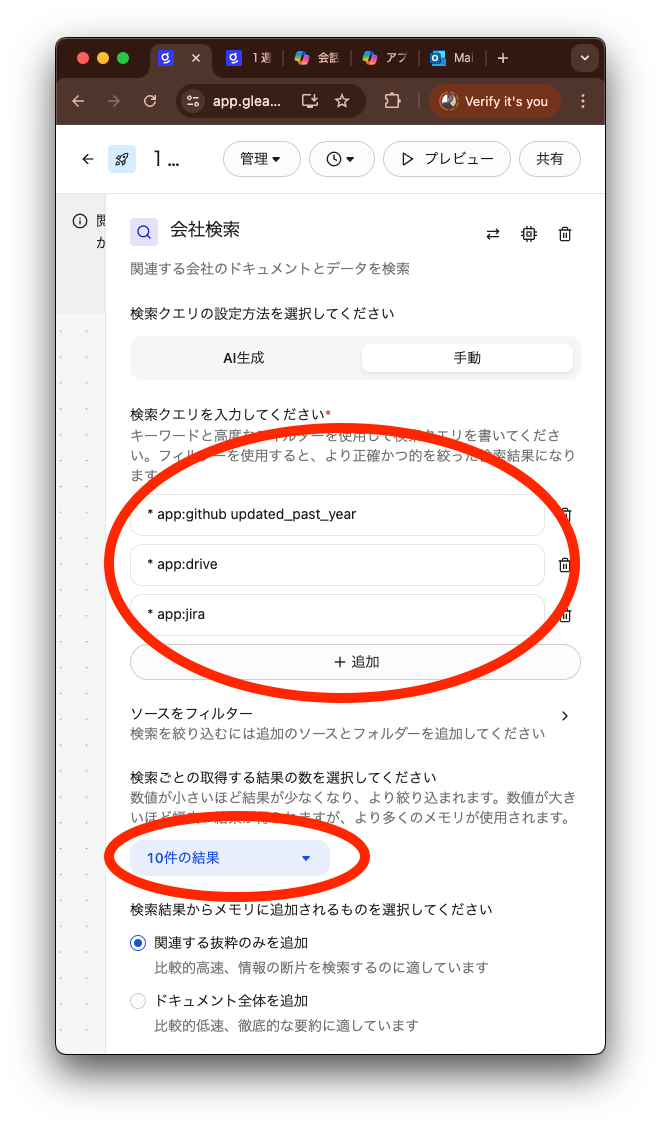 1 週
会話
アプ
Mai
app.glea...
Verify it's you
1 ...
管理
プレビュー
共有
会社検索
関連する会社のドキュメントとデータを検索
検索クエリの設定方法を選択してください
AI生成
手動
検索クエリを入力してください*
キーワードと高度なフィルターを使用して検索クエリを書いてくださ
い。フィルターを使用すると、より正確かつ的を絞った検索結果になり
ます
* app:github updated_past_year
* app:drive
* app:jira
+ 追加
ソースをフィルター
検索を絞り込むには追加のソースとフォルダーを追加してください
検索ごとの取得する結果の数を選択してください
数値が小さいほど結果が少なくなり、より絞り込まれます。数値が大き
いほど幅広い結果が得られますが、より多くのメモリが使用されます。
10件の結果
検索結果からメモリに追加されるものを選択してください
関連する抜粋のみを追加
比較的高速、情報の断片を検索するのに適しています
ドキュメント全体を追加
比較的低速、徹底的な要約に適しています